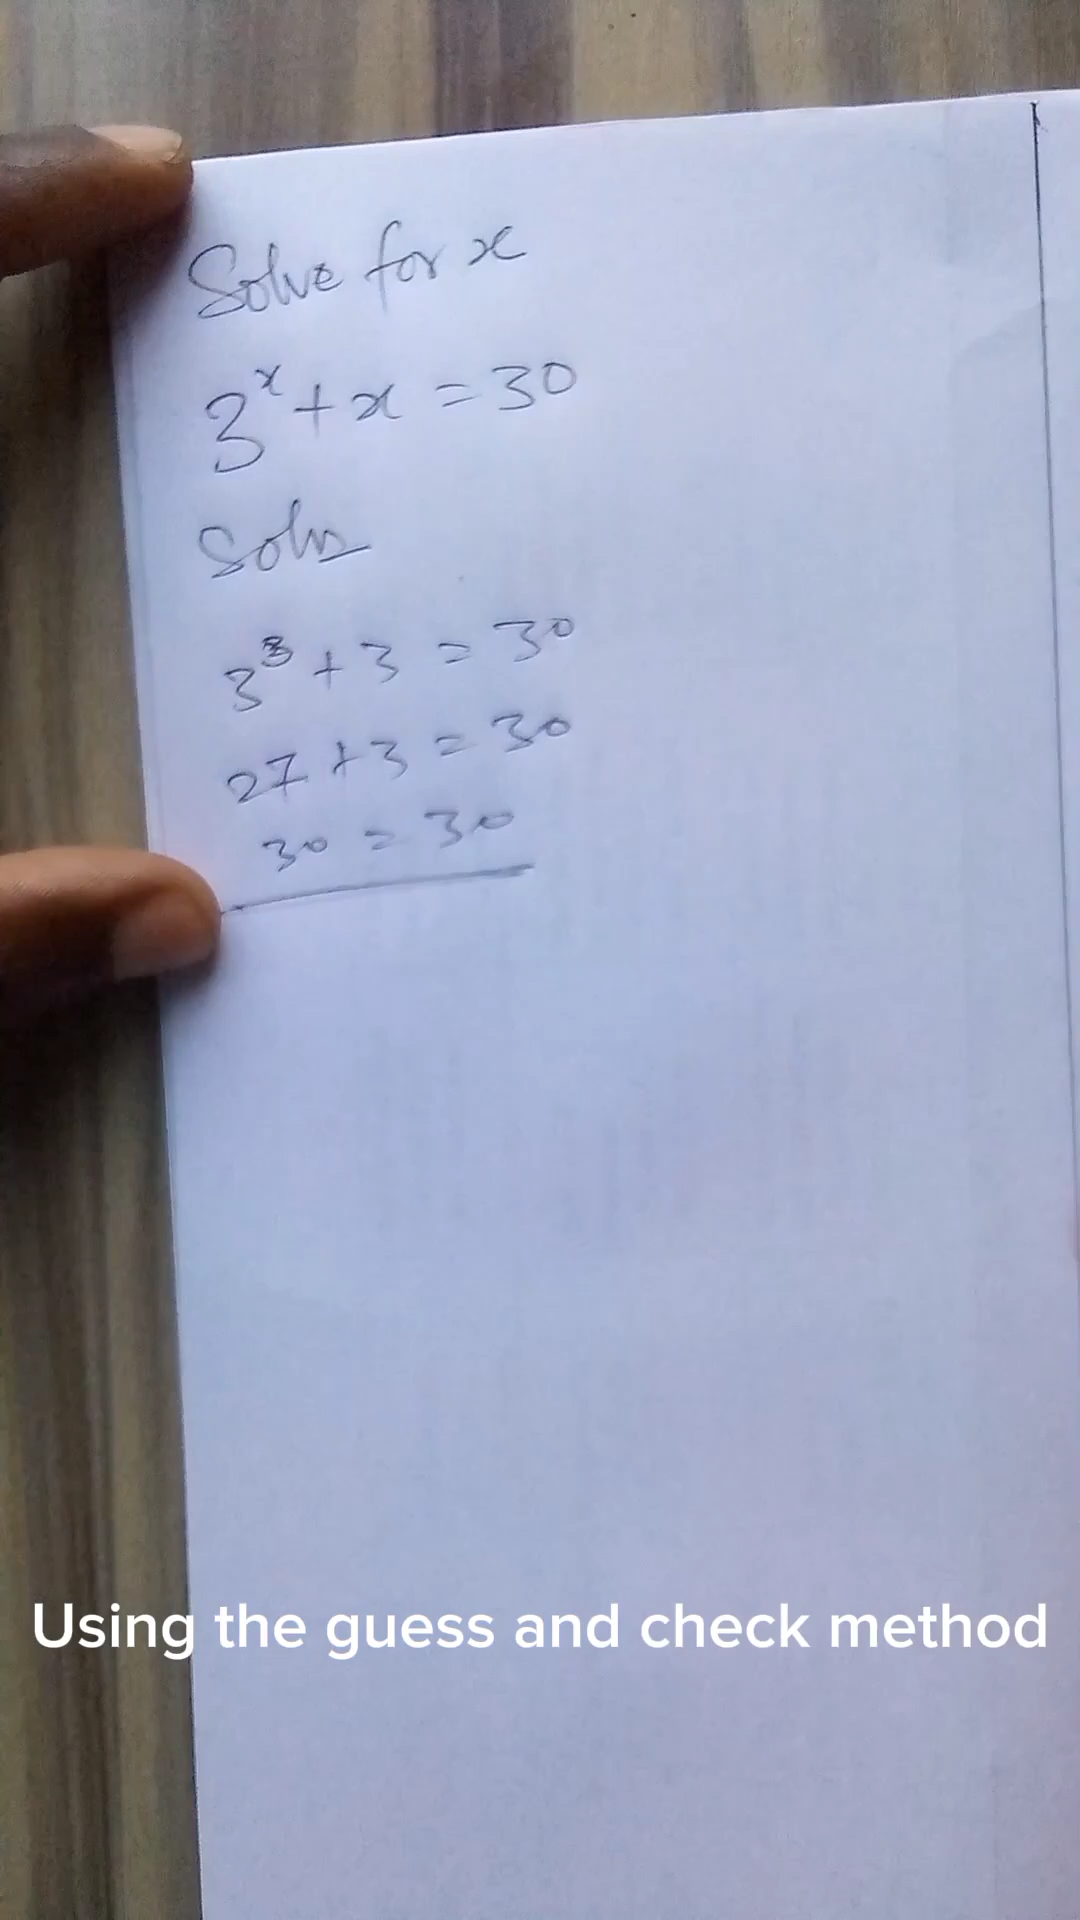 Solve for x
3^x + x = 30
Soln
3^3 + 3 = 30
27 + 3 = 30
30 = 30
Using the guess and check method